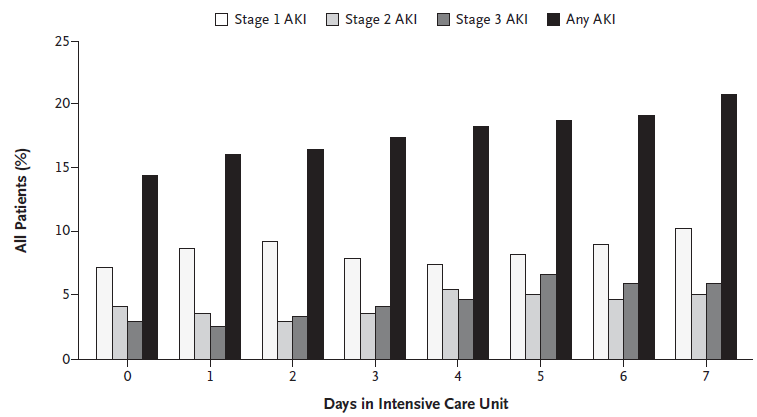 Stage 1 AKI Stage 2 AKI Stage 3 AKI Any AKI
25
20
15
10
5
0
All Patients (%)
0 1 2 3 4 5 6 7
Days in Intensive Care Unit